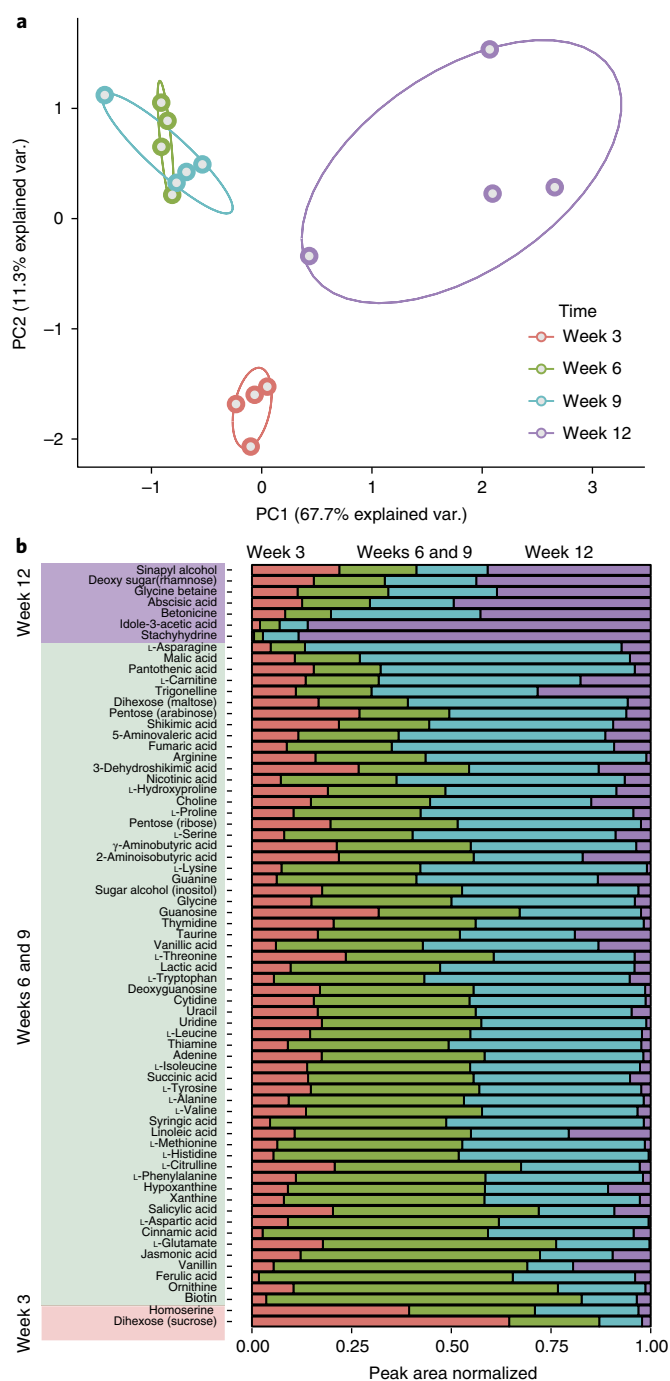 a
1
0
−1
−2
PC2 (11.3% explained var.)
−1
0
1
2
3
PC1 (67.7% explained var.)
Time
Week 3
Week 6
Week 9
Week 12
b
Week 3
Weeks 6 and 9
Week 12
Week 12
Sinapyl alcohol
Deoxy sugar(rhamnose)
Glycine betaine
Abscisic acid
Betonicine
Idole-3-acetic acid
Stachyhydrine
Weeks 6 and 9
L-Asparagine
Malic acid
Pantothenic acid
L-Carnitine
Trigonelline
Dihexose (maltose)
Pentose (arabinose)
Shikimic acid
5-Aminovaleric acid
Fumaric acid
Arginine
3-Dehydroshikimic acid
Nicotinic acid
L-Hydroxyproline
Choline
L-Proline
Pentose (ribose)
L-Serine
γ-Aminobutyric acid
2-Aminoisobutyric acid
L-Lysine
Guanine
Sugar alcohol (inositol)
Glycine
Guanosine
Thymidine
Taurine
Vanillic acid
L-Threonine
Lactic acid
L-Tryptophan
Deoxyguanosine
Cytidine
Uracil
Uridine
L-Leucine
Thiamine
Adenine
L-Isoleucine
Succinic acid
L-Tyrosine
L-Alanine
L-Valine
Syringic acid
Linoleic acid
L-Methionine
L-Histidine
L-Citrulline
L-Phenylalanine
Hypoxanthine
Xanthine
Salicylic acid
L-Aspartic acid
Cinnamic acid
L-Glutamate
Jasmonic acid
Vanillin
Ferulic acid
Ornithine
Biotin
Week 3
Homoserine
Dihexose (sucrose)
0.00
0.25
0.50
0.75
1.00
Peak area normalized